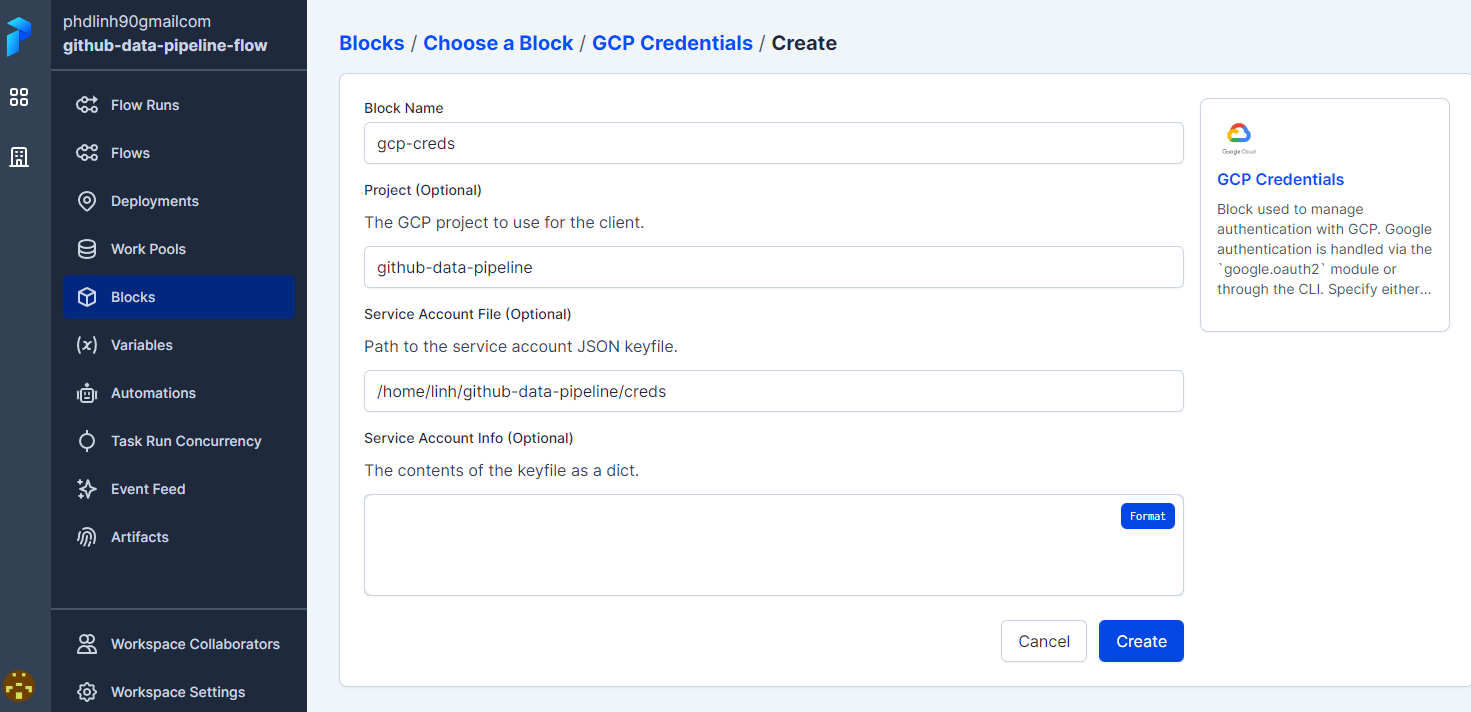 phdlinh90gmailcom
github-data-pipeline-flow
Flow Runs
Flows
Deployments
Work Pools
Blocks
Variables
Automations
Task Run Concurrency
Event Feed
Artifacts
Workspace Collaborators
Workspace Settings
Blocks / Choose a Block / GCP Credentials / Create
Block Name
gcp-creds
Project (Optional)
The GCP project to use for the client.
github-data-pipeline
Service Account File (Optional)
Path to the service account JSON keyfile.
/home/linh/github-data-pipeline/creds
Service Account Info (Optional)
The contents of the keyfile as a dict.
Format
Cancel
Create
Google Cloud
GCP Credentials
Block used to manage
authentication with GCP. Google
authentication is handled via the
`google.oauth2` module or
through the CLI. Specify either...